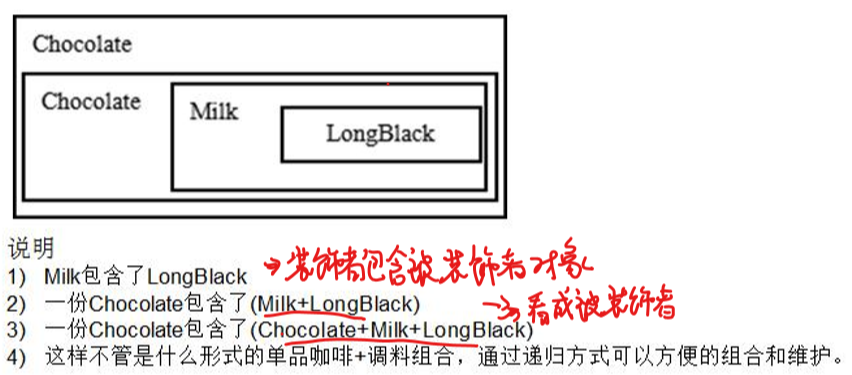 Chocolate
Chocolate
Milk
LongBlack
说明
1) Milk包含了LongBlack
→装饰者包含被装饰者对象
2) 一份Chocolate包含了(Milk+LongBlack)
→看成被装饰者
3) 一份Chocolate包含了(Chocolate+Milk+LongBlack)
4) 这样不管是什么形式的单品咖啡+调料组合，通过递归方式可以方便的组合和维护。